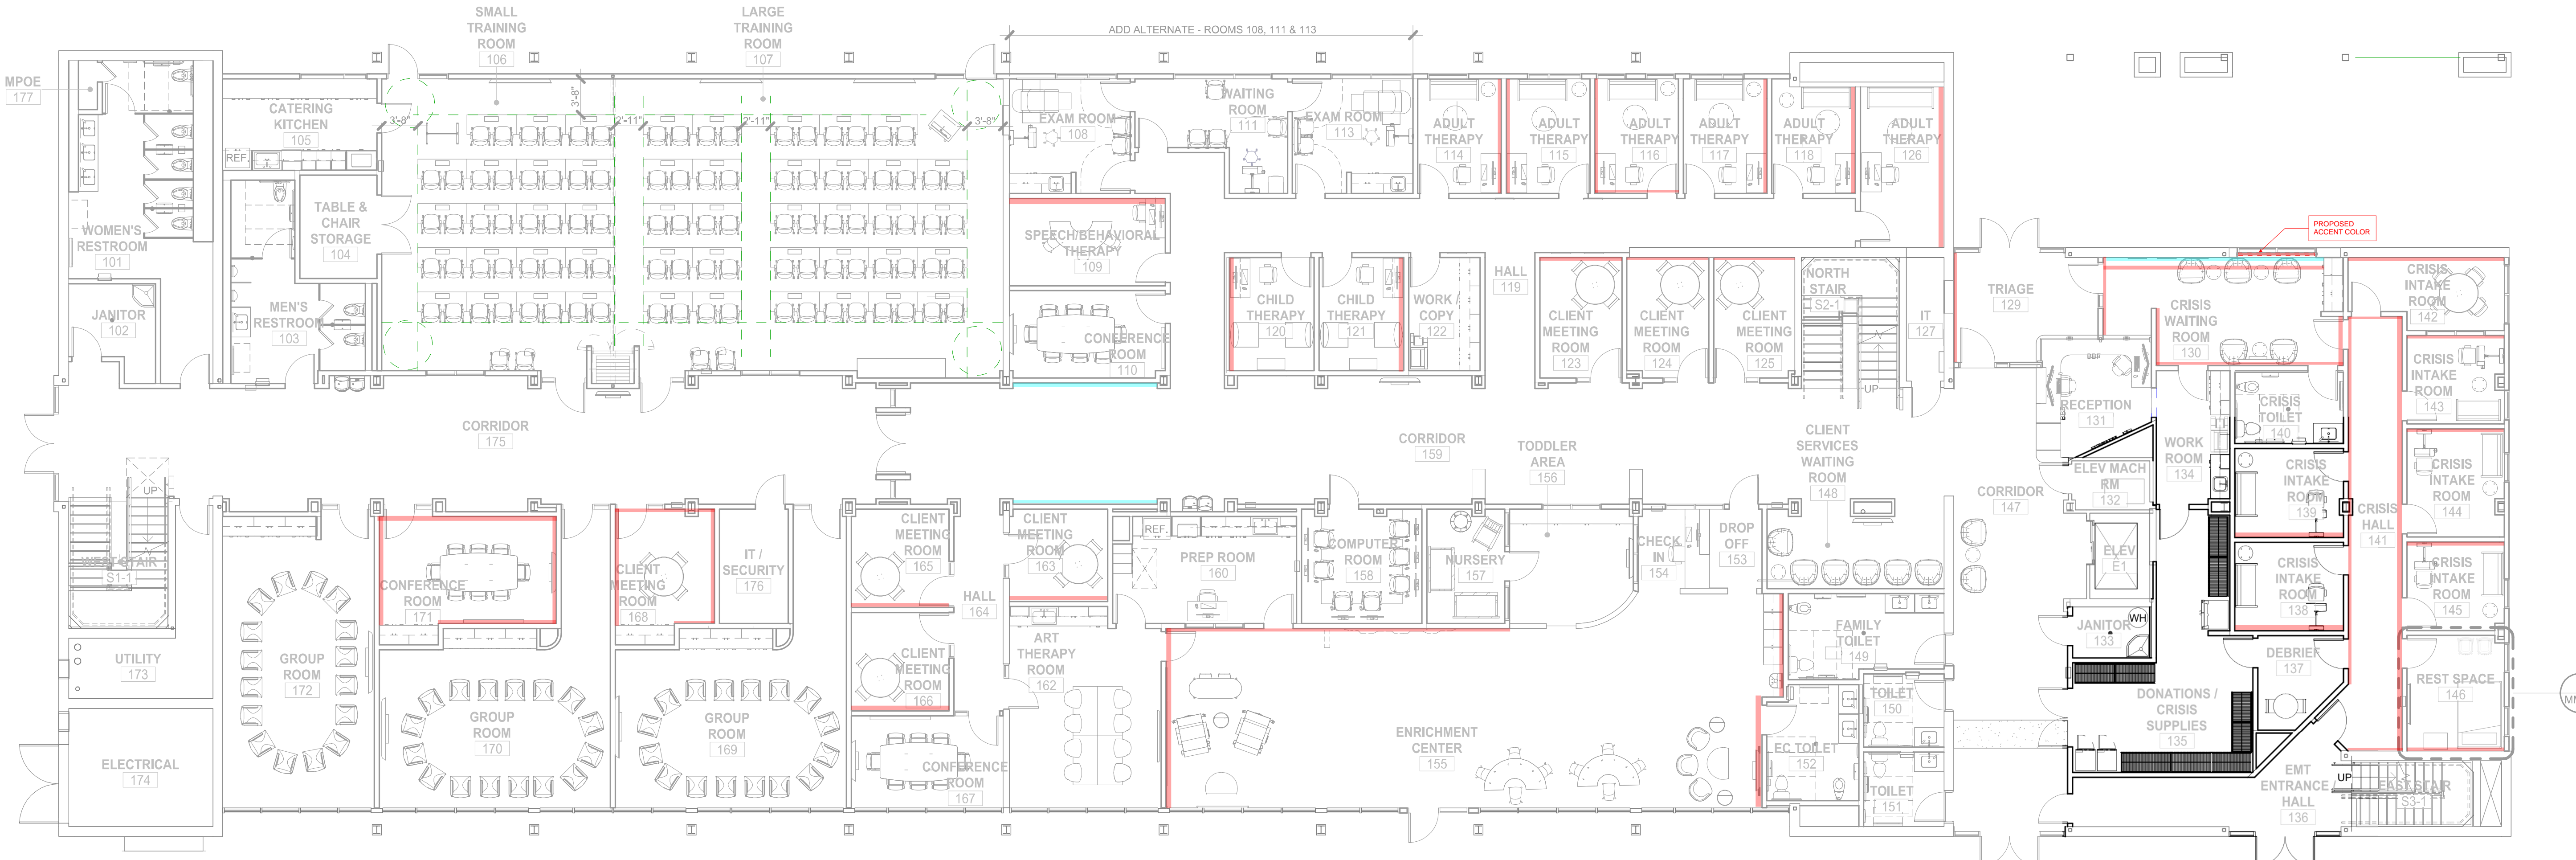 SMALL
TRAINING
ROOM
106
LARGE
TRAINING
ROOM
107
ADD ALTERNATE - ROOMS 108, 111 & 113
MPOE
177
CATERING
KITCHEN
105
REF.
3'-8"
3'-8"
2'-11"
2'-11"
3'-8"
EXAM ROOM
108
WAITING
ROOM
111
EXAM ROOM
113
ADULT
THERAPY
114
ADULT
THERAPY
115
ADULT
THERAPY
116
ADULT
THERAPY
117
ADULT
THERAPY
118
ADULT
THERAPY
126
WOMEN'S
RESTROOM
101
TABLE &
CHAIR
STORAGE
104
SPEECH/BEHAVIORAL
THERAPY
109
PROPOSED
ACCENT COLOR
JANITOR
102
MEN'S
RESTROOM
103
CONFERENCE
ROOM
110
CHILD
THERAPY
120
CHILD
THERAPY
121
WORK /
COPY
122
HALL
119
CLIENT
MEETING
ROOM
123
CLIENT
MEETING
ROOM
124
CLIENT
MEETING
ROOM
125
NORTH
STAIR
S2-1
UP
IT
127
TRIAGE
129
CRISIS
WAITING
ROOM
130
CRISIS
INTAKE
ROOM
142
CRISIS
INTAKE
ROOM
143
CORRIDOR
175
CORRIDOR
159
TODDLER
AREA
156
CLIENT
SERVICES
WAITING
ROOM
148
RECEPTION
131
WORK
ROOM
134
CRISIS
TOILET
140
ELEV MACH
RM
132
CRISIS
INTAKE
ROOM
139
CRISIS
INTAKE
ROOM
144
CORRIDOR
147
CRISIS
HALL
141
UP
WEST STAIR
S1-1
CONFERENCE
ROOM
171
CLIENT
MEETING
ROOM
168
IT /
SECURITY
176
CLIENT
MEETING
ROOM
165
CLIENT
MEETING
ROOM
163
REF.
PREP ROOM
160
COMPUTER
ROOM
158
NURSERY
157
CHECK
IN
154
DROP
OFF
153
ELEV
E1
CRISIS
INTAKE
ROOM
138
CRISIS
INTAKE
ROOM
145
HALL
164
UTILITY
173
GROUP
ROOM
172
GROUP
ROOM
170
GROUP
ROOM
169
CLIENT
MEETING
ROOM
166
ART
THERAPY
ROOM
162
FAMILY
TOILET
149
JANITOR
133
WH
DEBRIEF
137
REST SPACE
146
ELECTRICAL
174
CONFERENCE
ROOM
167
ENRICHMENT
CENTER
155
TOILET
150
EC TOILET
152
TOILET
151
DONATIONS /
CRISIS
SUPPLIES
135
EMT
ENTRANCE /
HALL
136
UP
EAST STAIR
S3-1